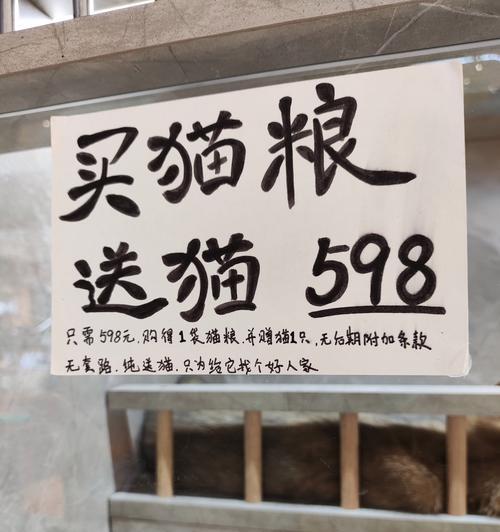 买猫粮
送猫 598
只需598元,购得1袋猫粮,并赠猫1只,无后期附加条款
无套路,纯送猫,只为给它找个好人家